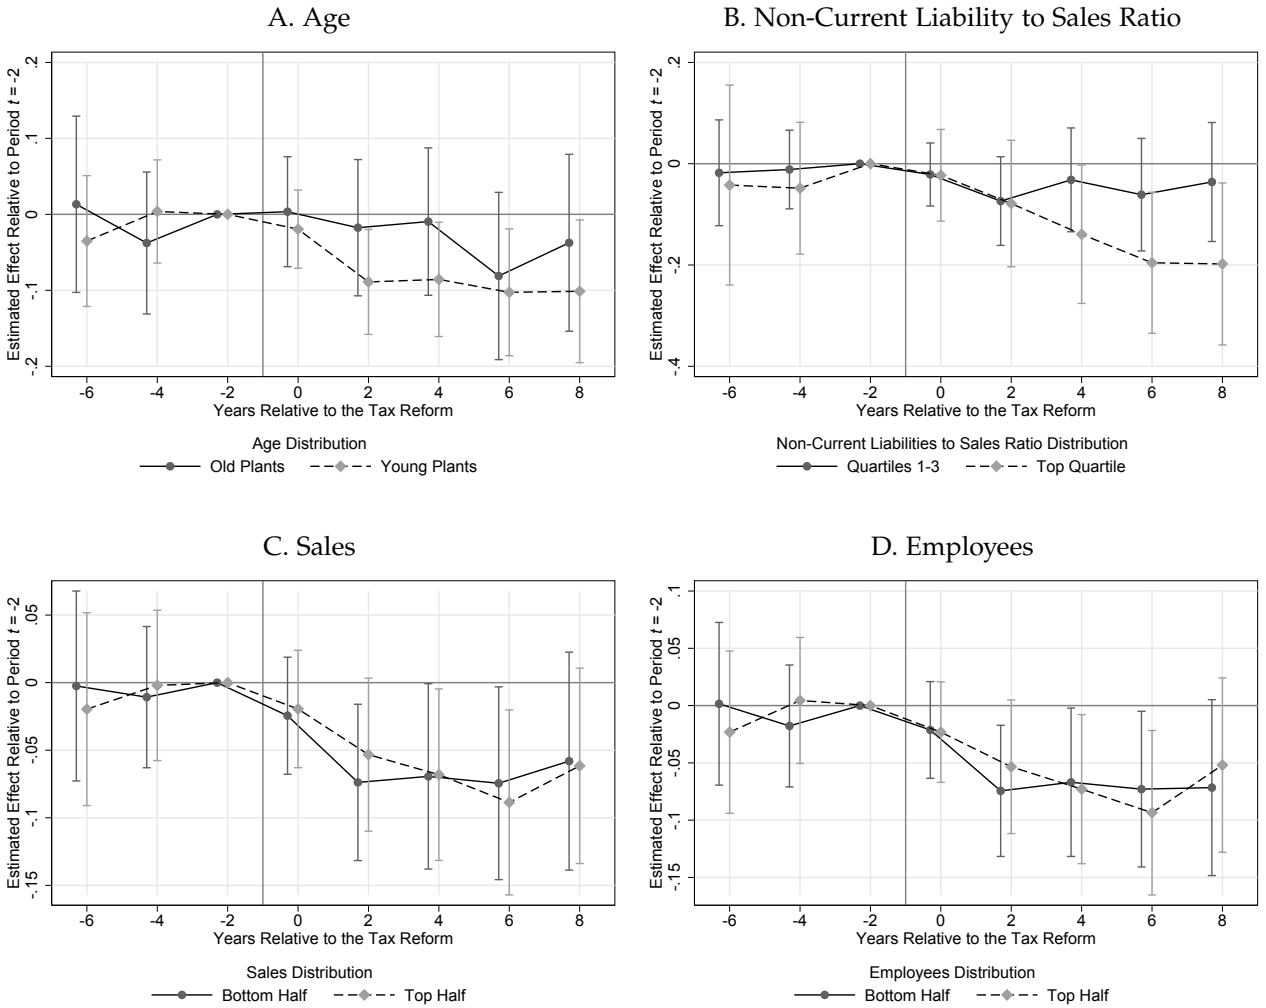 A. Age
Estimated Effect Relative to Period t = -2
.2
.1
0
-.1
-.2
-6 -4 -2 0 2 4 6 8
Years Relative to the Tax Reform
Age Distribution
Old Plants Young Plants
B. Non-Current Liability to Sales Ratio
Estimated Effect Relative to Period t = -2
.2
0
-.2
-.4
-6 -4 -2 0 2 4 6 8
Years Relative to the Tax Reform
Non-Current Liabilities to Sales Ratio Distribution
Quartiles 1-3 Top Quartile
C. Sales
Estimated Effect Relative to Period t = -2
.05
0
-.05
-.1
-.15
-6 -4 -2 0 2 4 6 8
Years Relative to the Tax Reform
Sales Distribution
Bottom Half Top Half
D. Employees
Estimated Effect Relative to Period t = -2
.1
.05
0
-.05
-.1
-.15
-6 -4 -2 0 2 4 6 8
Years Relative to the Tax Reform
Employees Distribution
Bottom Half Top Half